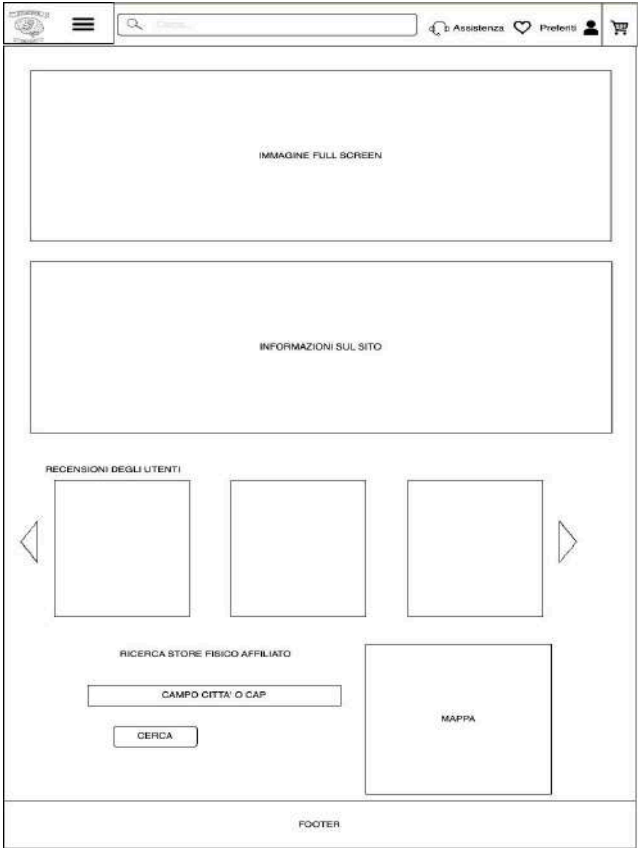 Cerca...
Assistenza
Preferiti
IMMAGINE FULL SCREEN
INFORMAZIONI SUL SITO
RECENSIONI DEGLI UTENTI
RICERCA STORE FISICO AFFILIATO
CAMPO CITTA' O CAP
CERCA
MAPPA
FOOTER